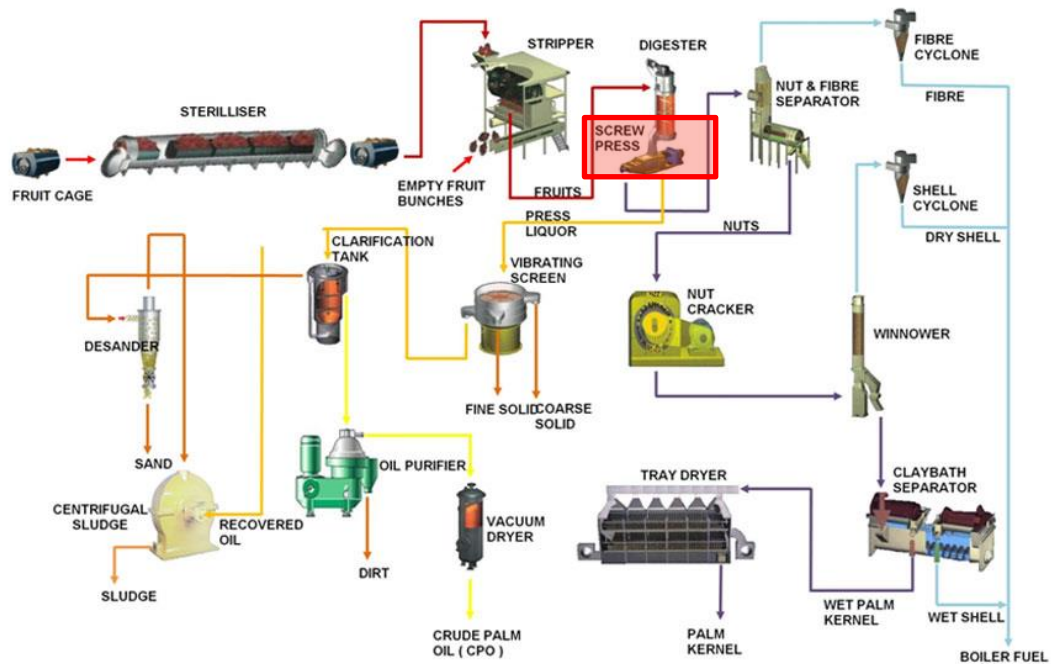 STRIPPER
DIGESTER
FIBRE
CYCLONE
NUT & FIBRE
SEPARATOR
FIBRE
STERILLISER
SCREW
PRESS
FRUIT CAGE
EMPTY FRUIT
BUNCHES
FRUITS
SHELL
CYCLONE
PRESS
LIQUOR
NUTS
DRY SHELL
CLARIFICATION
TANK
VIBRATING
SCREEN
NUT
CRACKER
WINNOWER
DESANDER
FINE SOLID
COARSE
SOLID
SAND
OIL PURIFIER
TRAY DRYER
CLAYBATH
SEPARATOR
CENTRIFUGAL
SLUDGE
RECOVERED
OIL
VACUUM
DRYER
DIRT
SLUDGE
WET PALM
KERNEL
WET SHELL
CRUDE PALM
OIL ( CPO )
PALM
KERNEL
BOILER FUEL